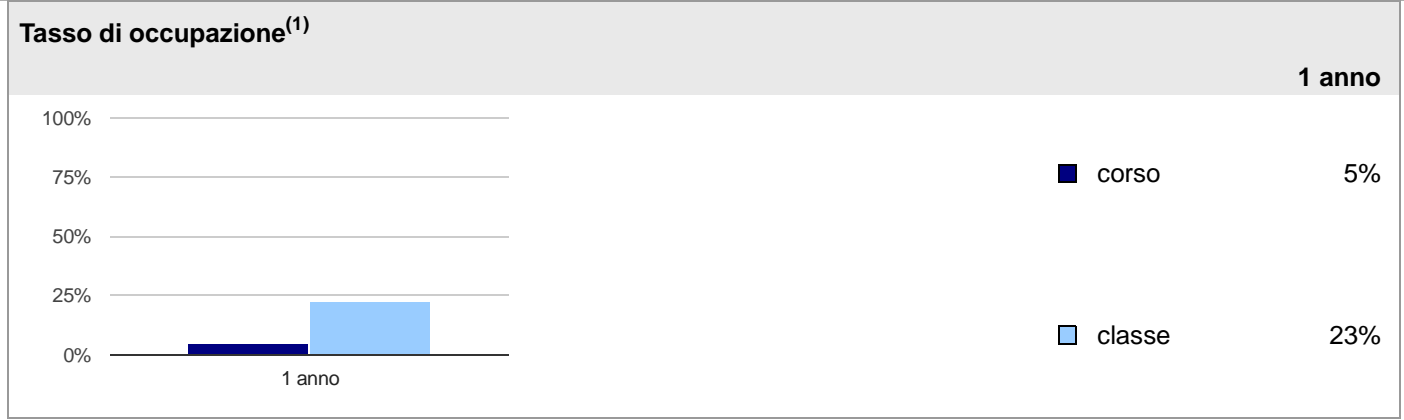 Tasso di occupazione(1)
1 anno
100%
75%
50%
25%
0%
1 anno
corso 5%
classe 23%